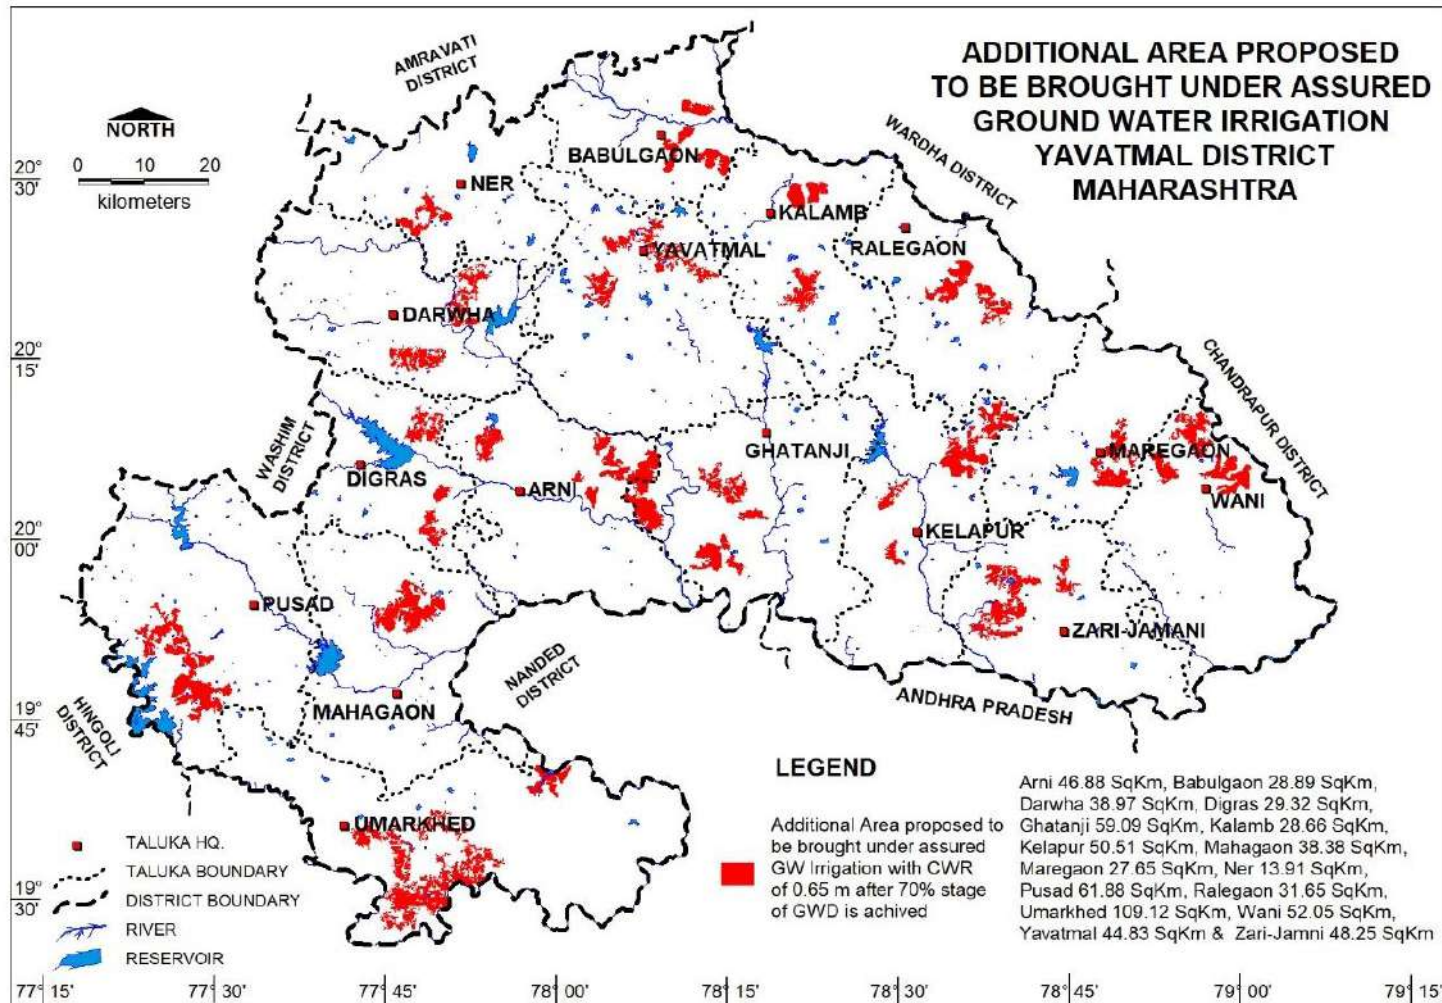 ADDITIONAL AREA PROPOSED
TO BE BROUGHT UNDER ASSURED
GROUND WATER IRRIGATION
YAVATMAL DISTRICT
MAHARASHTRA
NORTH
0 10 20
kilometers
AMRAVATI
DISTRICT
WARDHA DISTRICT
CHANDRAPUR DISTRICT
WASHIM
DISTRICT
HINGOLI
DISTRICT
NANDED
DISTRICT
ANDHRA PRADESH
BABULGAON
NER
KALAMB
YAVATMAL
RALEGAON
DARWHA
DIGRAS
ARNI
GHATANJI
MAREGAON
WANI
KELAPUR
PUSAD
ZARI-JAMANI
MAHAGAON
UMARKHED
20°
30'
20°
15'
20°
00'
19°
45'
19°
30'
TALUKA HQ.
TALUKA BOUNDARY
DISTRICT BOUNDARY
RIVER
RESERVOIR
LEGEND
Additional Area proposed to
be brought under assured
GW Irrigation with CWR
of 0.65 m after 70% stage
of GWD is achived
Arni 46.88 SqKm, Babulgaon 28.89 SqKm,
Darwha 38.97 SqKm, Digras 29.32 SqKm,
Ghatanji 59.09 SqKm, Kalamb 28.66 SqKm,
Kelapur 50.51 SqKm, Mahagaon 38.38 SqKm,
Maregaon 27.65 SqKm, Ner 13.91 SqKm,
Pusad 61.88 SqKm, Ralegaon 31.65 SqKm,
Umarkhed 109.12 SqKm, Wani 52.05 SqKm,
Yavatmal 44.83 SqKm & Zari-Jamni 48.25 SqKm
77° 15' 77° 30' 77° 45' 78° 00' 78° 15' 78° 30' 78° 45' 79° 00' 79° 15'